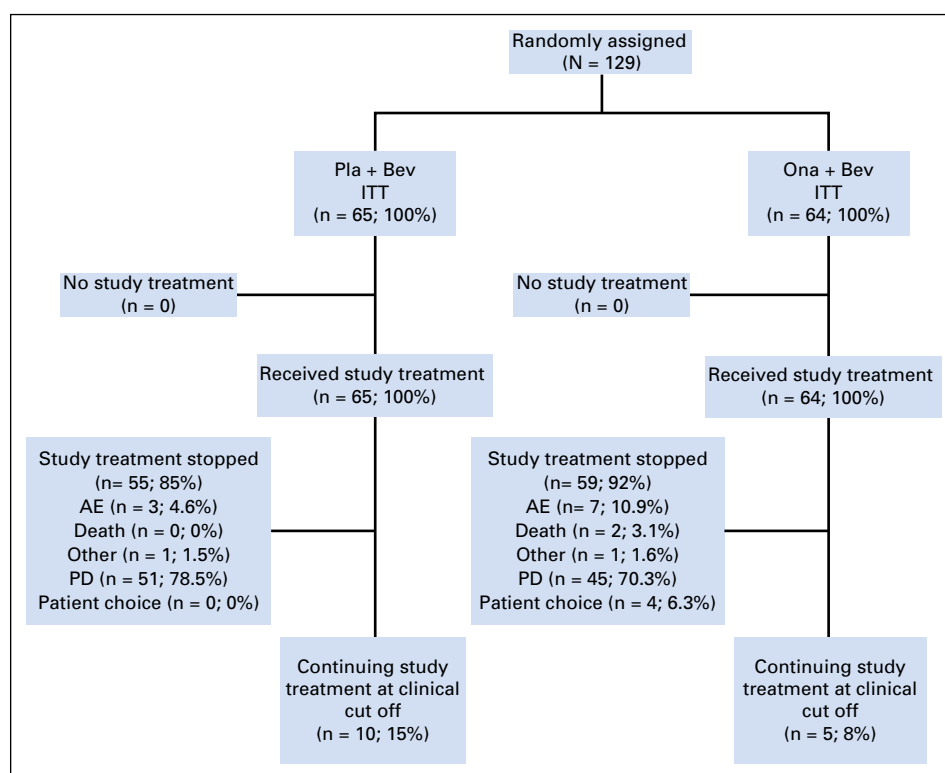 Randomly assigned
(N = 129)
Pla + Bev
ITT
(n = 65; 100%)
Ona + Bev
ITT
(n = 64; 100%)
No study treatment
(n = 0)
No study treatment
(n = 0)
Received study treatment
(n = 65; 100%)
Received study treatment
(n = 64; 100%)
Study treatment stopped
(n= 55; 85%)
AE (n = 3; 4.6%)
Death (n = 0; 0%)
Other (n = 1; 1.5%)
PD (n = 51; 78.5%)
Patient choice (n = 0; 0%)
Study treatment stopped
(n= 59; 92%)
AE (n= 7; 10.9%)
Death (n = 2; 3.1%)
Other (n = 1; 1.6%)
PD (n = 45; 70.3%)
Patient choice (n = 4; 6.3%)
Continuing study
treatment at clinical
cut off
(n = 10; 15%)
Continuing study
treatment at clinical
cut off
(n = 5; 8%)